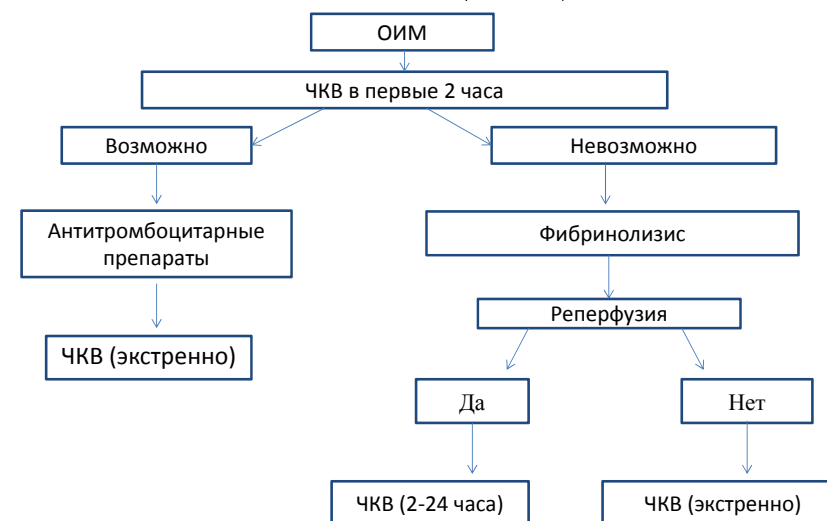 ОИМ
ЧКВ в первые 2 часа
Возможно
Невозможно
Антитромбоцитарные
препараты
Фибринолизис
Реперфузия
ЧКВ (экстренно)
Да
Нет
ЧКВ (2-24 часа)
ЧКВ (экстренно)